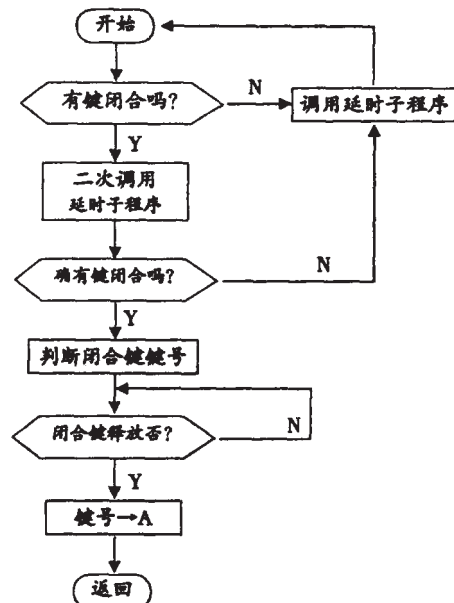 开始
有键闭合吗?
N
调用延时子程序
Y
二次调用
延时子程序
确有键闭合吗?
N
Y
判断闭合键键号
闭合键释放否?
N
Y
键号→A
返回